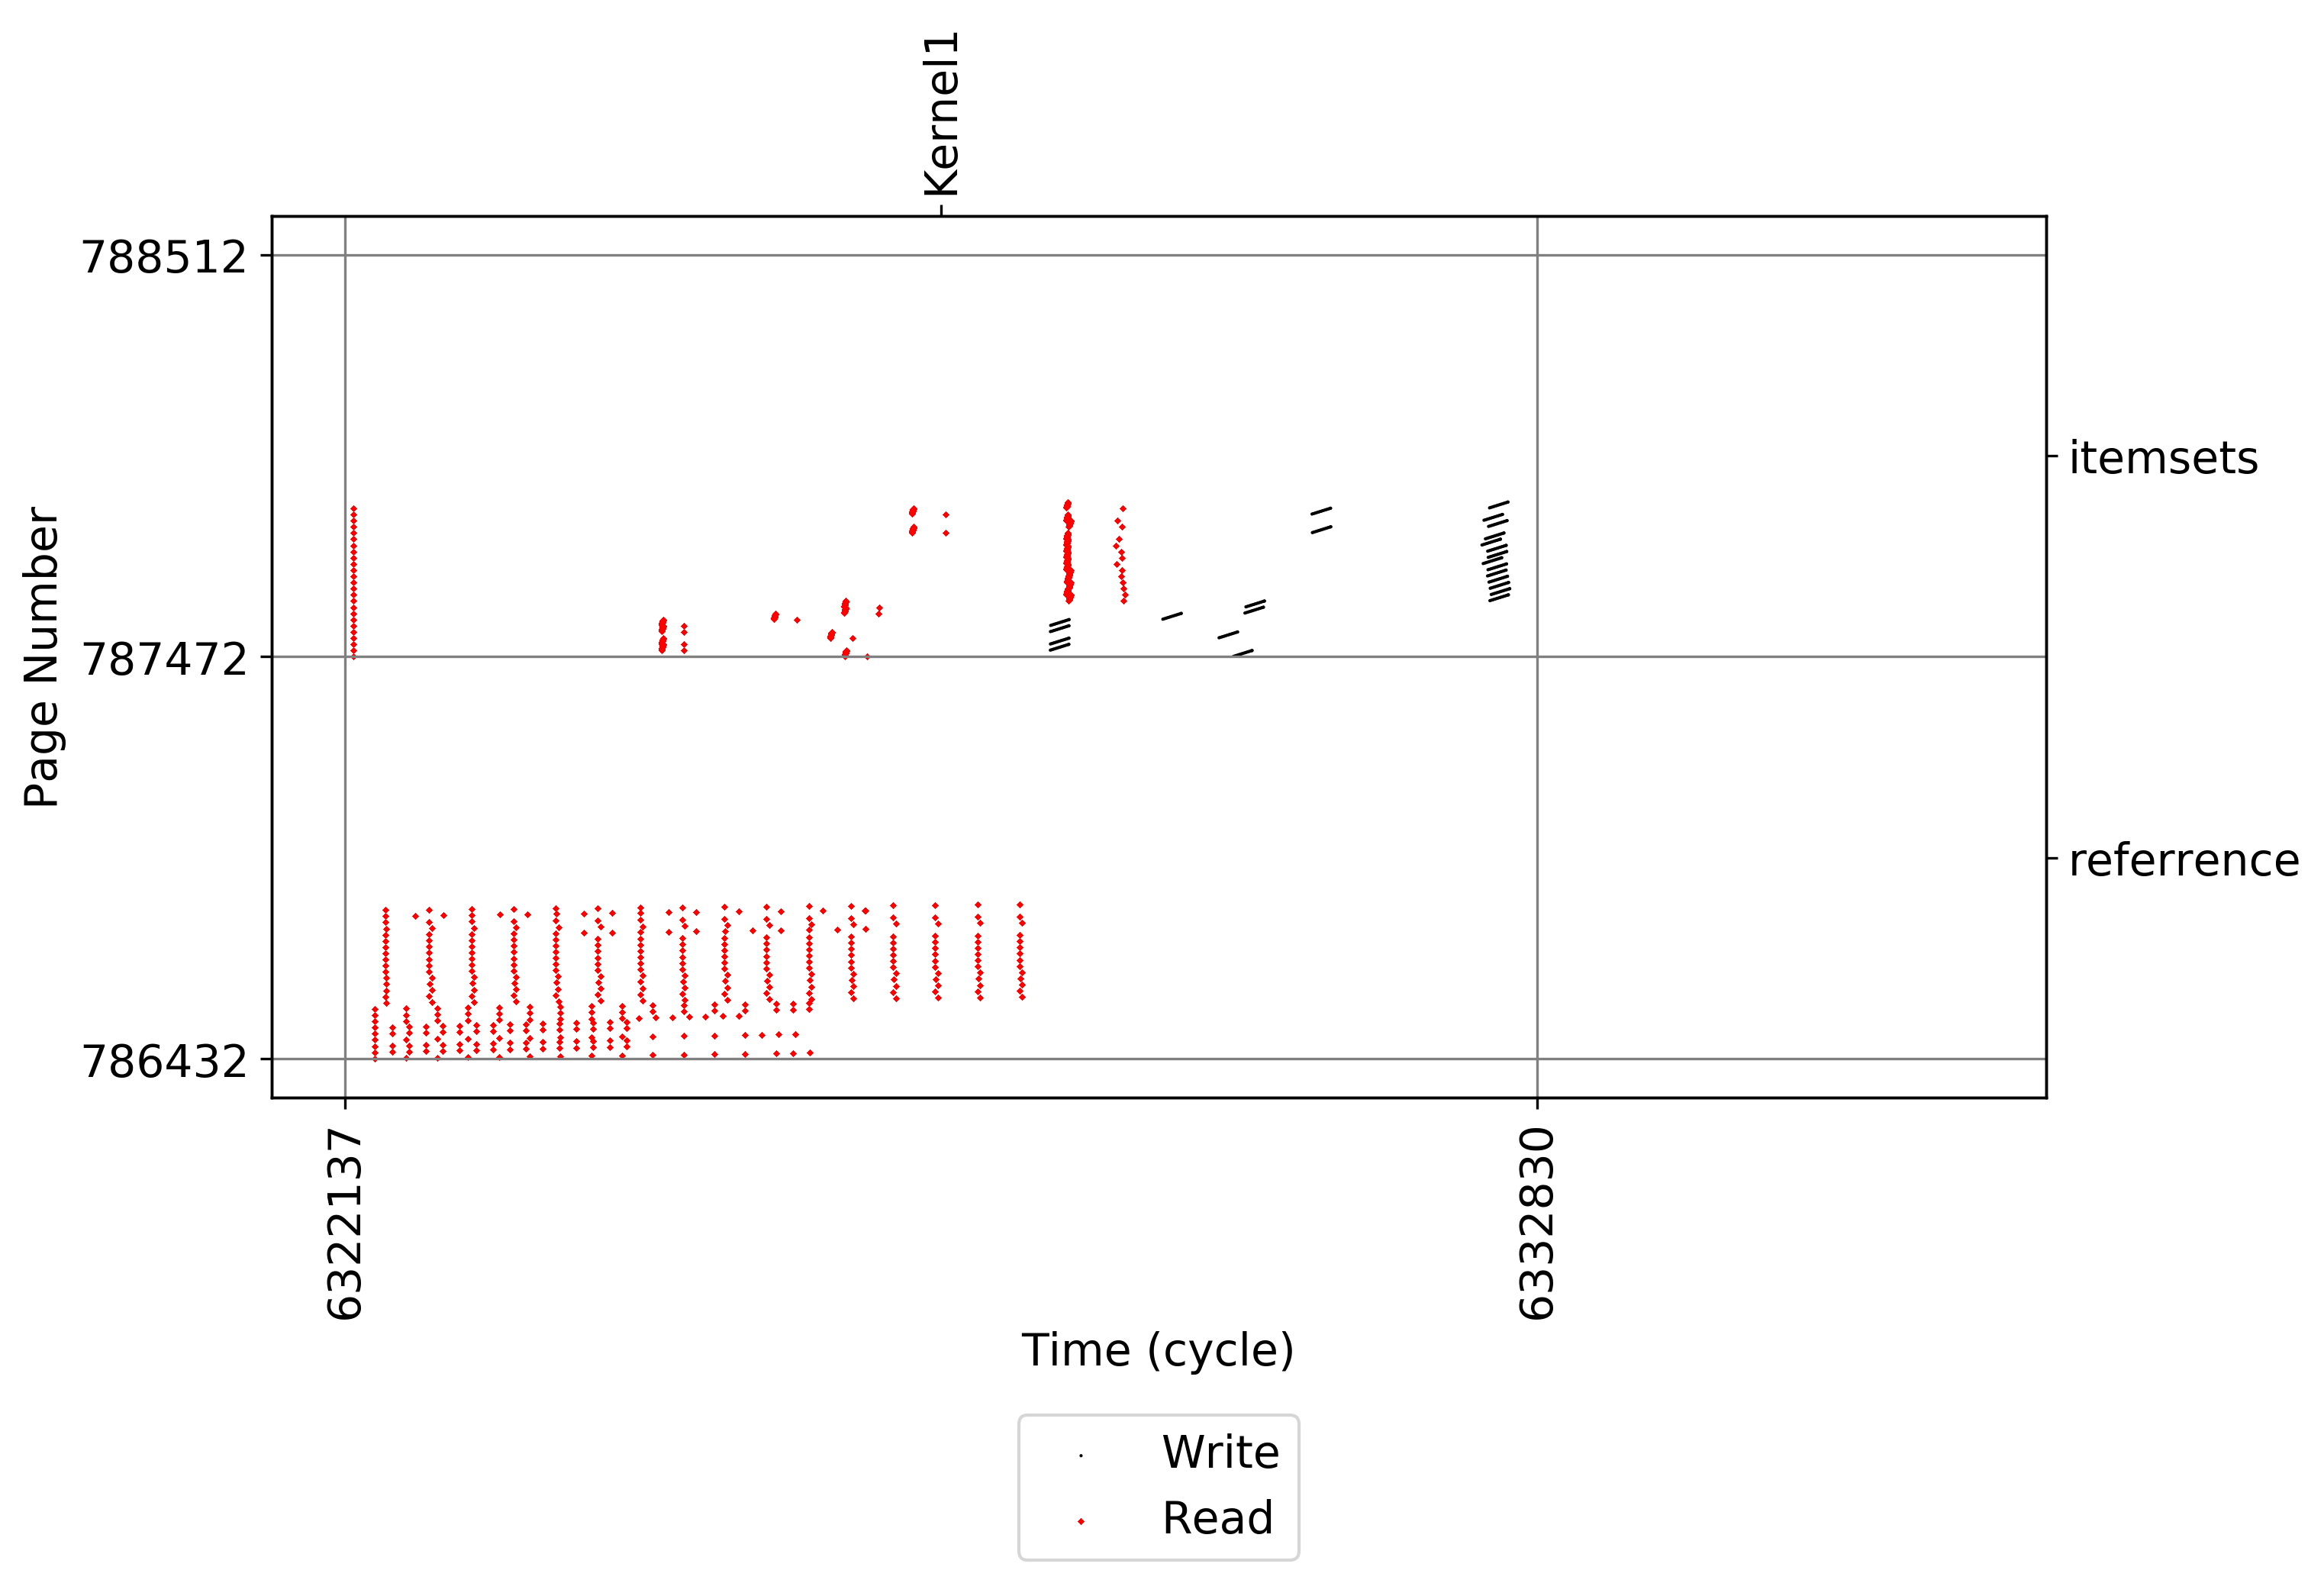 Kernel1
788512
787472
786432
Page Number
itemsets
referrence
6322137
6332830
Time (cycle)
Write
Read